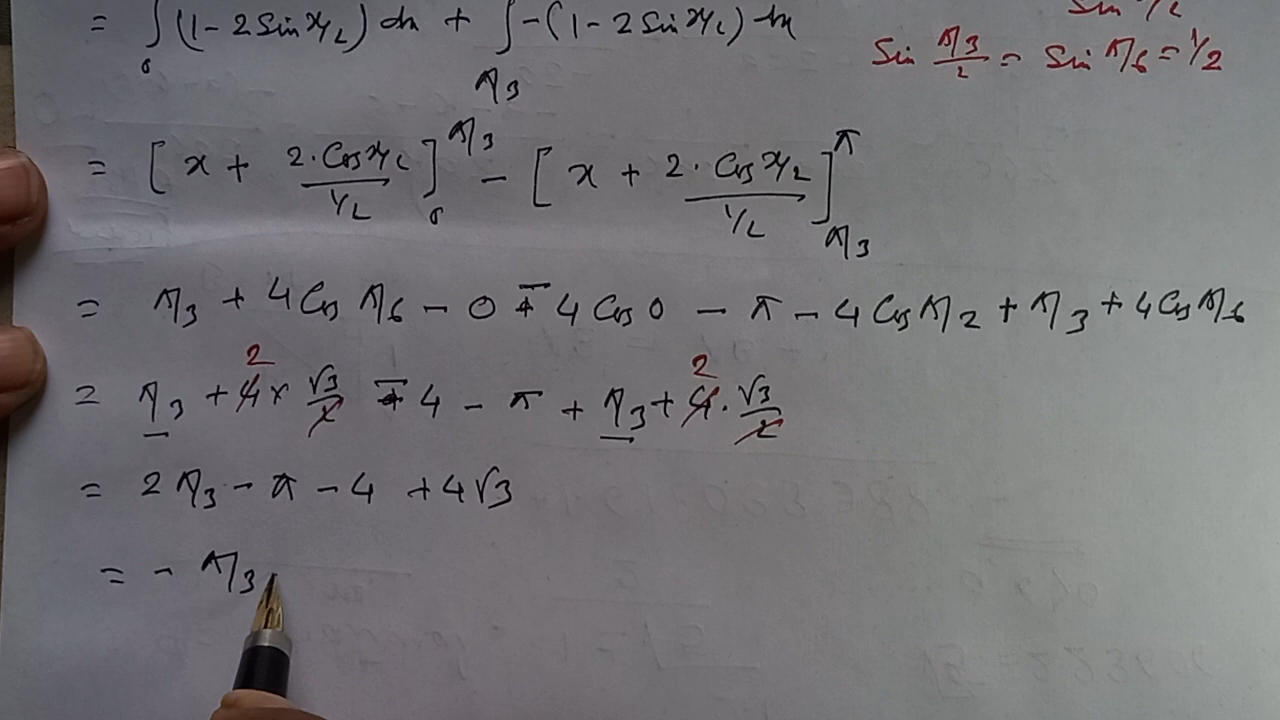 = ∫₀ (1-2 Sin x/2) dx + ∫_{π/3} -(1-2 Sin x/2) dx
Sin π/3/2 = Sin π/6 = 1/2
= [x + 2·Cos x/2 / 1/2]₀^{π/3} - [x + 2·Cos x/2 / 1/2]_{π/3}^{π}
= π/3 + 4 Cos π/6 - 0 - 4 Cos 0 - π - 4 Cos π/2 + π/3 + 4 Cos π/6
= π/3 + 4 × √3/2 - 4 - π + π/3 + 4 · √3/2
= 2π/3 - π - 4 + 4√3
= - π/3